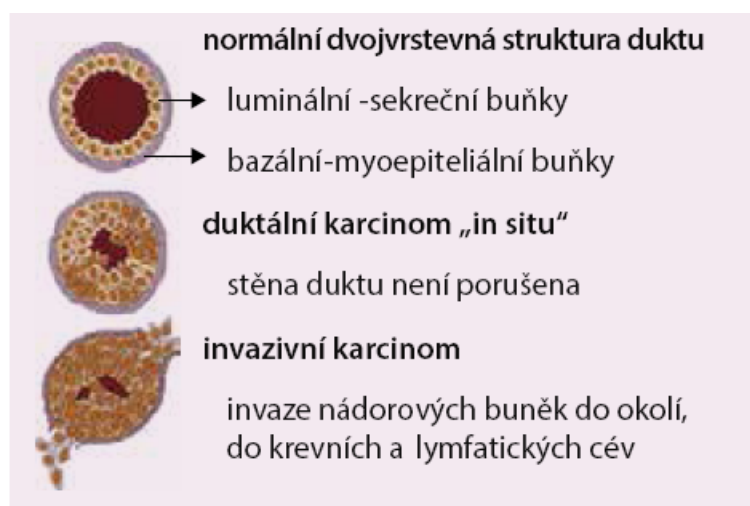 normální dvojvrstevná struktura duktu
luminální -sekreční buňky
bazální-myoepiteliální buňky
duktální karcinom „in situ“
stěna duktu není porušena
invazivní karcinom
invaze nádorových buněk do okolí,
do krevních a lymfatických cév